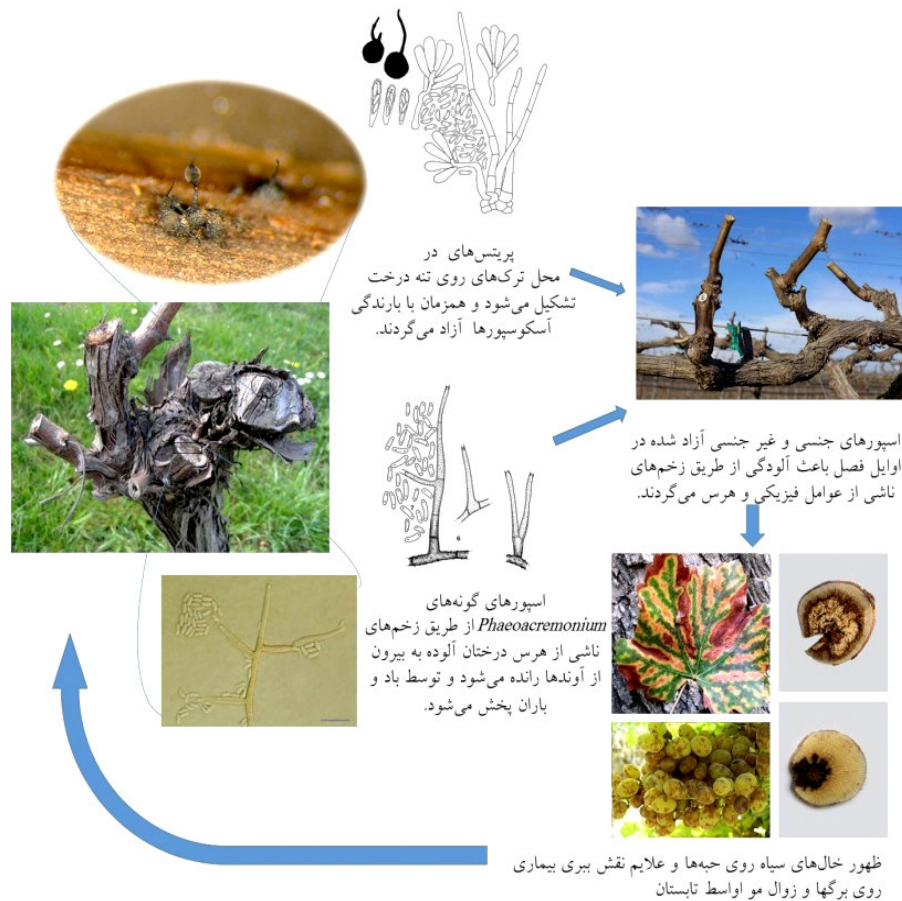 پریتس‌های در
محل ترک‌های روی تنه درخت
تشکیل می‌شود و همزمان با بارندگی
آسکوسپورها آزاد می‌گردند.
اسپورهای جنسی و غیر جنسی آزاد شده در
اوایل فصل باعث آلودگی از طریق زخم‌های
ناشی از عوامل فیزیکی و هرس می‌گردند.
اسپورهای گونه‌های
Phaeoacremonium از طریق زخم‌های
ناشی از هرس درختان آلوده به بیرون
از آوندها رانده می‌شود و توسط باد و
باران پخش می‌شود.
ظهور خال‌های سیاه روی حبه‌ها و علایم نقش ببری بیماری
روی برگها و زوال مو اواسط تابستان